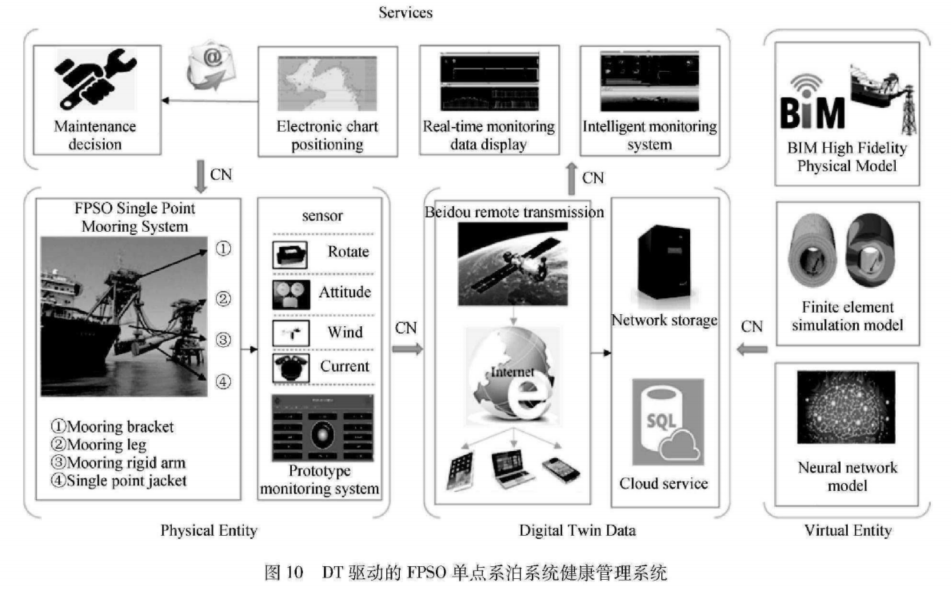 Services
Maintenance
decision
@
Electronic chart
positioning
Real-time monitoring
data display
Intelligent monitoring
system
BiM
BIM High Fidelity
Physical Model
CN
CN
FPSO Single Point
Mooring System
①
②
③
④
①Mooring bracket
②Mooring leg
③Mooring rigid arm
④Single point jacket
sensor
Rotate
Attitude
Wind
Current
Prototype
monitoring system
CN
Beidou remote transmission
Internet
e
Network storage
SQL
Cloud service
CN
Finite element
simulation model
Neural network
model
Physical Entity
Digital Twin Data
Virtual Entity
图 10 DT 驱动的 FPSO 单点系泊系统健康管理系统